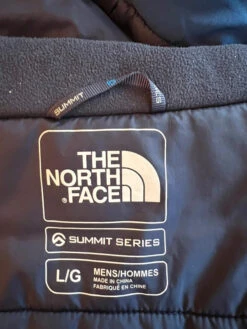 SUMMIT
THE
NORTH
FACE
SUMMIT SERIES
L/G
MENS/HOMMES
MADE IN CHINA
FABRIQUÉ EN CHINE